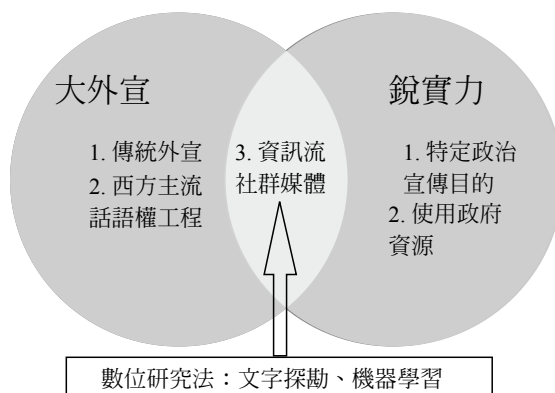 大外宣
1. 傳統外宣
2. 西方主流
話語權工程
3. 資訊流
社群媒體
銳實力
1. 特定政治
宣傳目的
2. 使用政府
資源
數位研究法：文字探勘、機器學習